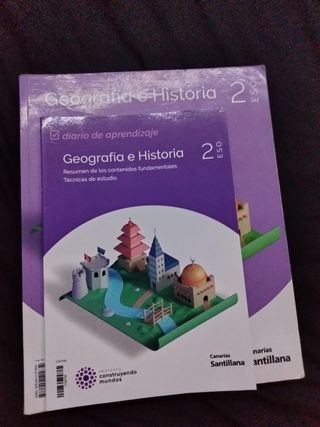 Geografía e Historia 2 ESO
diario de aprendizaje
Geografía e Historia 2 ESO
Resumen de los contenidos fundamentales
Técnicas de estudio
PROYECTO
construyendo
mundos
Canarias
Santillana
Canarias
Santillana